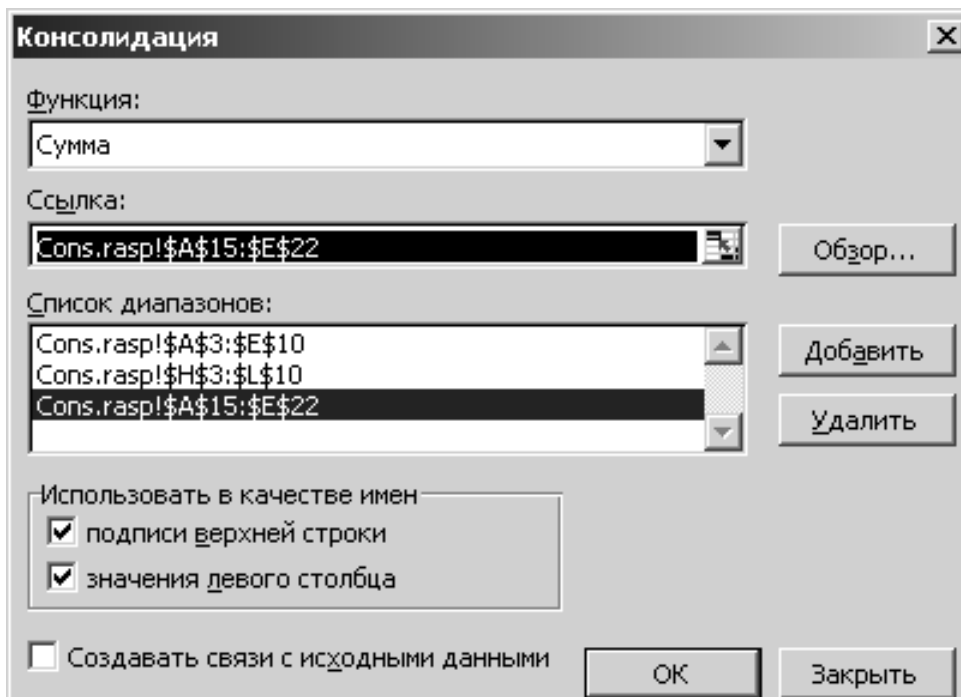 Консолидация
Функция:
Сумма
Ссылка:
Cons.rasp!$A$15:$E$22
Обзор...
Список диапазонов:
Cons.rasp!$A$3:$E$10
Cons.rasp!$H$3:$L$10
Cons.rasp!$A$15:$E$22
Добавить
Удалить
Использовать в качестве имен
подписи верхней строки
значения левого столбца
Создавать связи с исходными данными
ОК
Закрыть